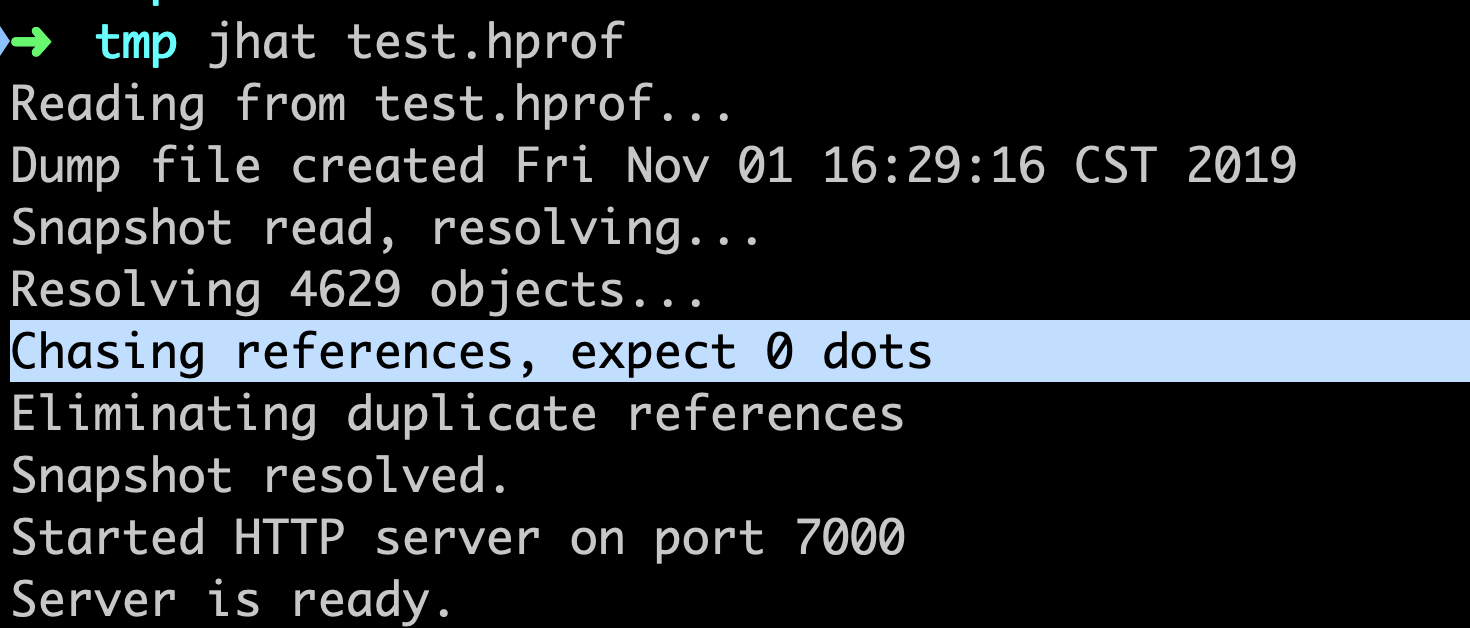 ➜ tmp jhat test.hprof
Reading from test.hprof...
Dump file created Fri Nov 01 16:29:16 CST 2019
Snapshot read, resolving...
Resolving 4629 objects...
Chasing references, expect 0 dots
Eliminating duplicate references
Snapshot resolved.
Started HTTP server on port 7000
Server is ready.